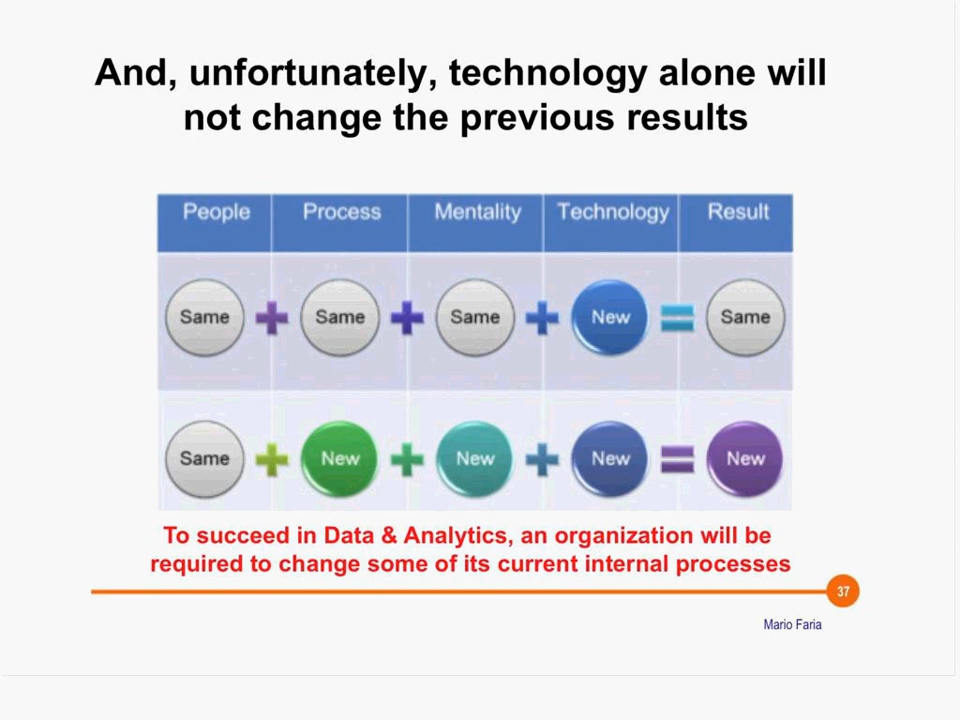 And, unfortunately, technology alone will
not change the previous results
People Process Mentality Technology Result
Same + Same + Same + New = Same
Same + New + New + New = New
To succeed in Data & Analytics, an organization will be
required to change some of its current internal processes
37
Mario Faria